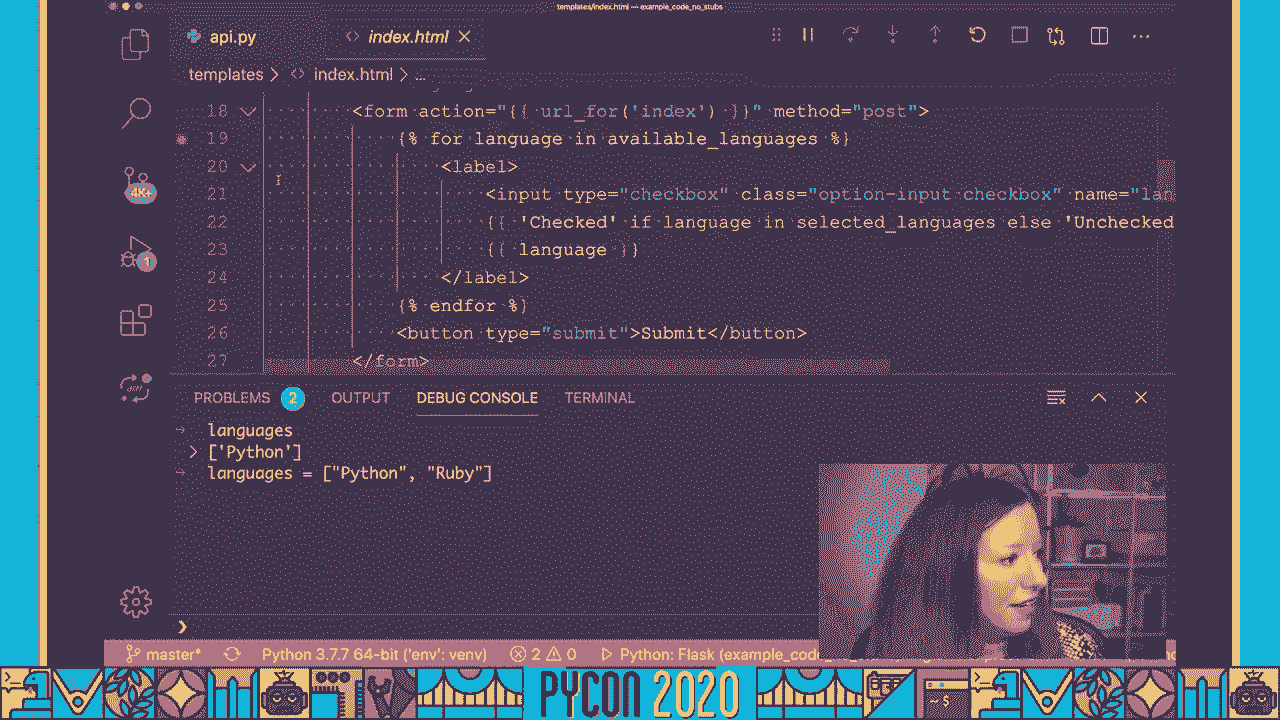 templates/index.html — example_code_no_stubs
api.py
<> index.html
templates > <> index.html > ...
18 <form action="{{ url_for('index') }}" method="post">
19 {% for language in available_languages %}
20 <label>
21 <input type="checkbox" class="option-input checkbox" name="lan
22 {{ 'Checked' if language in selected_languages else 'Unchecked
23 {{ language }}
24 </label>
25 {% endfor %}
26 <button type="submit">Submit</button>
27 </form>
4K+
1
PROBLEMS 2 OUTPUT DEBUG CONSOLE TERMINAL
languages
> ['Python']
languages = ["Python", "Ruby"]
master* Python 3.7.7 64-bit ('env': venv) 2 0 Python: Flask (example_code_
PYCON 2020